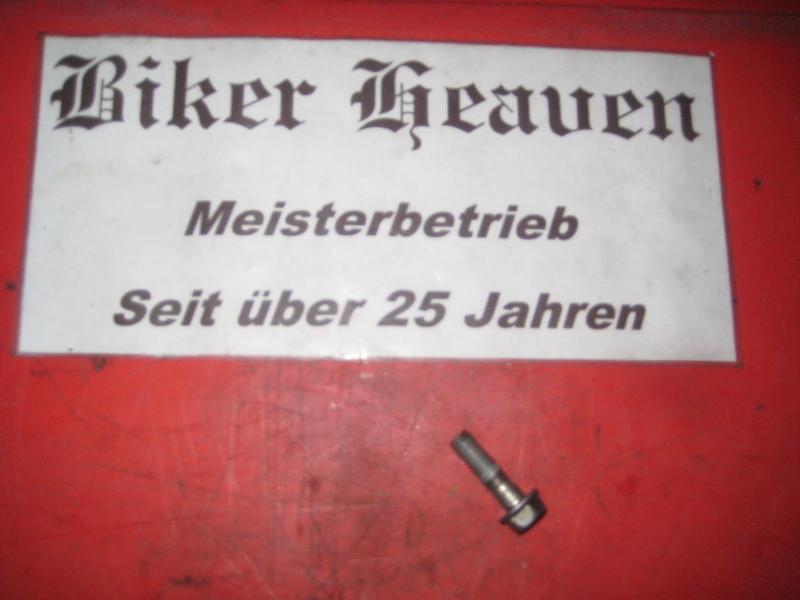 Biker Heaven
Meisterbetrieb
Seit über 25 Jahren